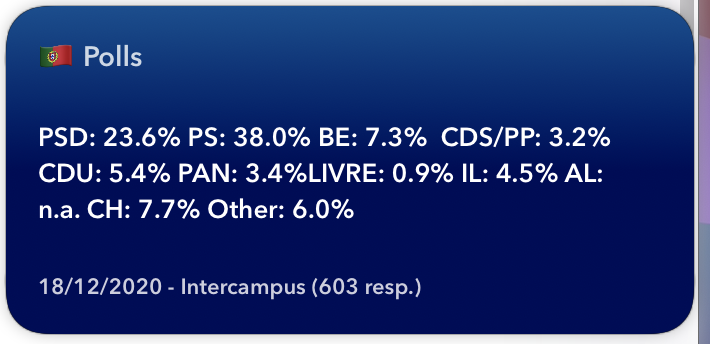 Polls
PSD: 23.6% PS: 38.0% BE: 7.3%  CDS/PP: 3.2%
CDU: 5.4% PAN: 3.4%LIVRE: 0.9% IL: 4.5% AL:
n.a. CH: 7.7% Other: 6.0%
18/12/2020 - Intercampus (603 resp.)